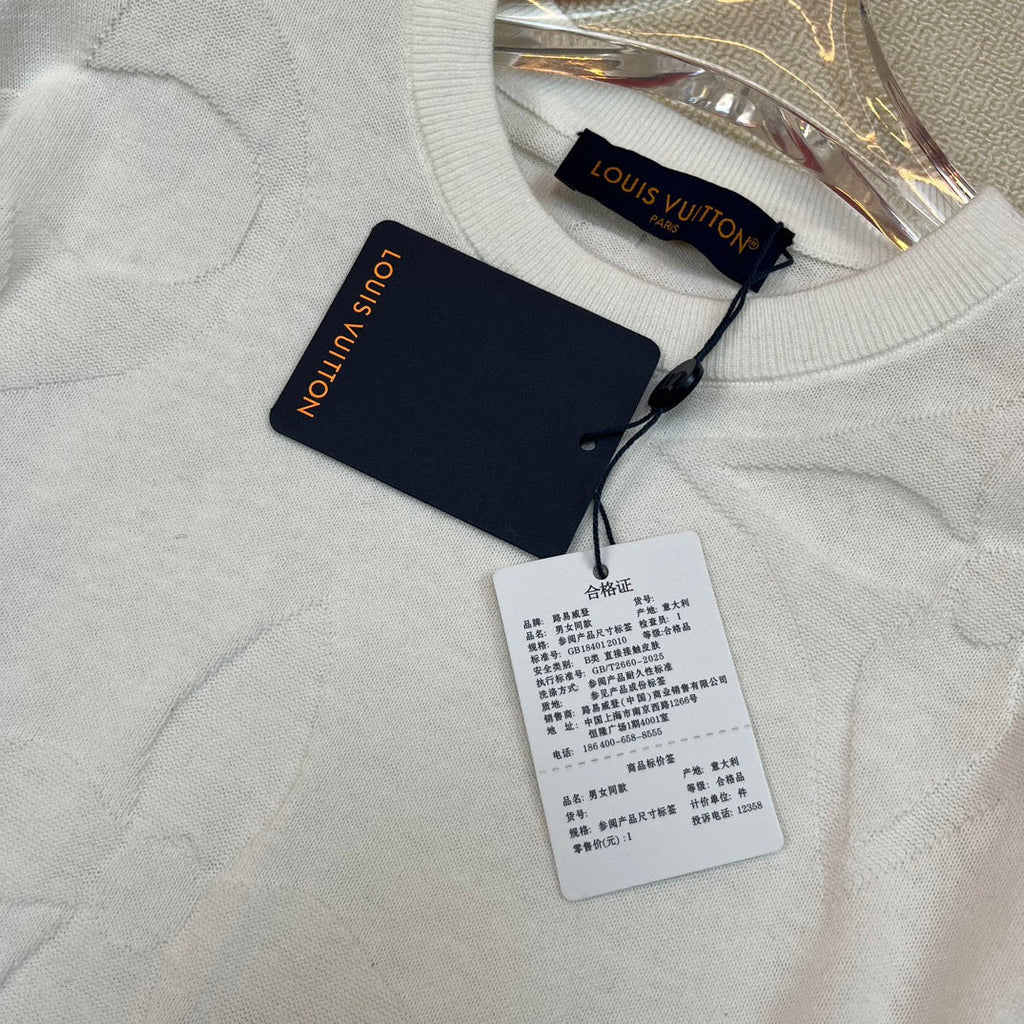 LOUIS VUITTON®
PARIS
LOUIS VUITTON
合格证
品牌: 路易威登 货号:
品名: 男女同款 产地: 意大利
规格: 参阅产品尺寸标签 检查员: I
标准号: GB184012010 等级:合格品
安全类别: B类 直接接触皮肤
执行标准号: GB/T2660-2025
洗涤方式: 参阅产品耐久性标准
质地: 参见产品成份标签
销售商: 路易威登(中国)商业销售有限公司
地 址: 中国上海市南京西路1266号
恒隆广场1期4001室
电话: 186 400-658-8555
商品标价签
品名: 男女同款 产地: 意大利
货号: 等级: 合格品
规格: 参阅产品尺寸标签 计价单位: 件
零售价(元) :I 投诉电话: 12358